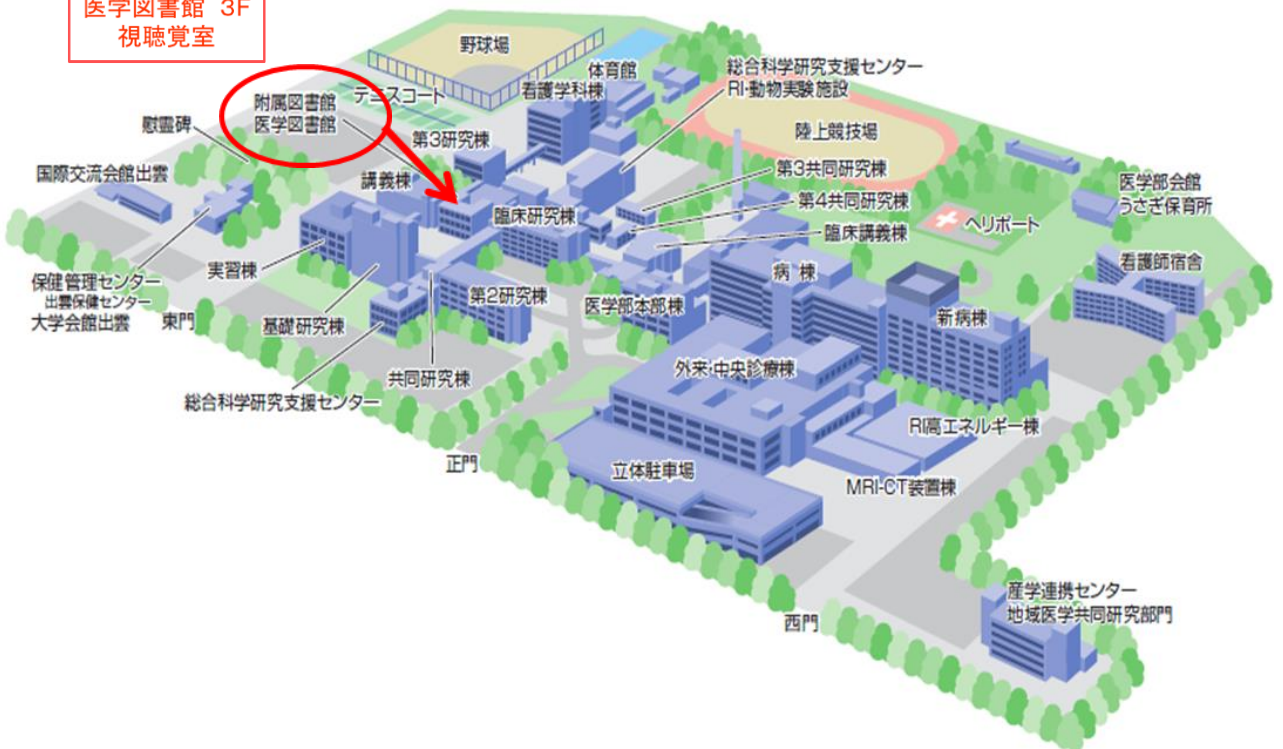 医学図書館 3F
視聴覚室
野球場
体育館
総合科学研究支援センター
RI・動物実験施設
テニスコート
看護学科棟
附属図書館
医学図書館
慰霊碑
第3研究棟
陸上競技場
国際交流会館出雲
講義棟
第3共同研究棟
第4共同研究棟
医学部会館
うさぎ保育所
臨床研究棟
臨床講義棟
ヘリポート
実習棟
病棟
看護師宿舎
保健管理センター
出雲保健センター
大学会館出雲
東門
第2研究棟
医学部本部棟
基礎研究棟
新病棟
共同研究棟
外来・中央診療棟
総合科学研究支援センター
RI高エネルギー棟
正門
立体駐車場
MRI-CT装置棟
産学連携センター
地域医学共同研究部門
西門